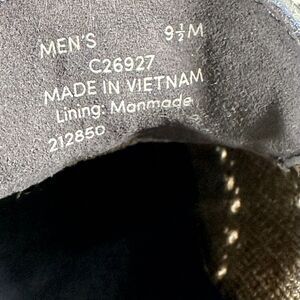 MEN'S 9½M
C26927
MADE IN VIETNAM
Lining: Manmade
212850